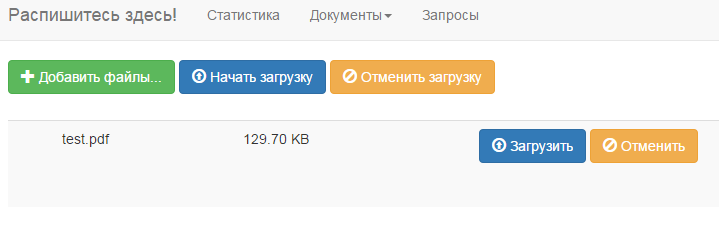 Распишитесь здесь! Статистика Документы Запросы
Добавить файлы... Начать загрузку Отменить загрузку
test.pdf 129.70 KB Загрузить Отменить